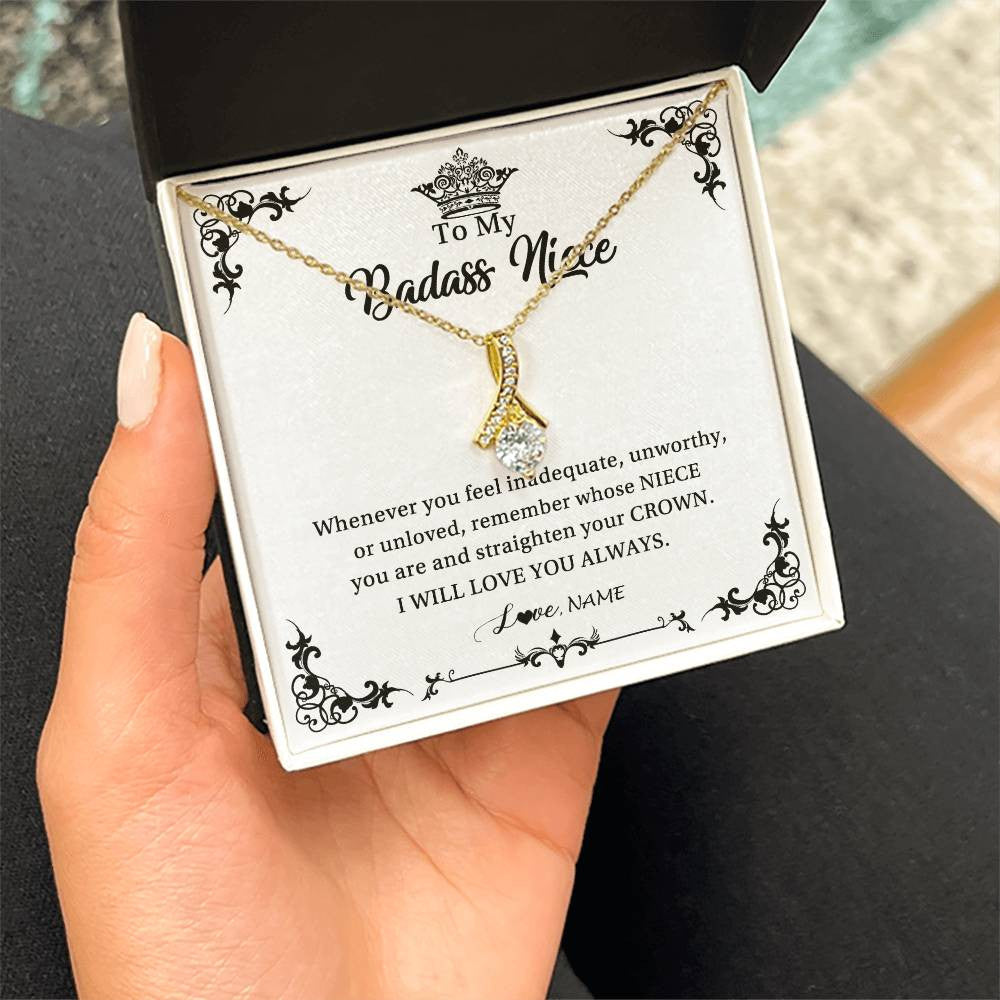 To My
Badass Niece
Whenever you feel inadequate, unworthy,
or unloved, remember whose NIECE
you are and straighten your CROWN.
I WILL LOVE YOU ALWAYS.
Love, NAME